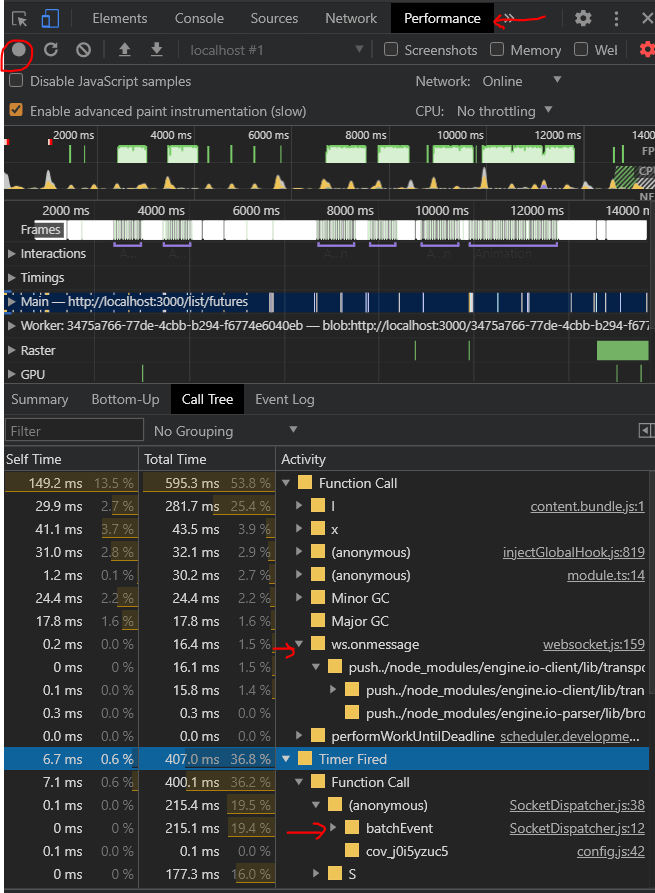 Elements Console Sources Network Performance »
localhost #1 Screenshots Memory Wel
Disable JavaScript samples Network: Online
Enable advanced paint instrumentation (slow) CPU: No throttling
2000 ms 4000 ms 6000 ms 8000 ms 10000 ms 12000 ms 1400
FPS
CPU
NET
2000 ms 4000 ms 6000 ms 8000 ms 10000 ms 12000 ms 14000 m
Frames
Interactions A... A... A...n A...n Animation
Timings
Main — http://localhost:3000/list/futures
Worker: 3475a766-77de-4cbb-b294-f6774e6040eb — blob:http://localhost:3000/3475a766-77de-4cbb-b294-f677
Raster
GPU
Summary Bottom-Up Call Tree Event Log
Filter No Grouping
Self Time Total Time Activity
149.2 ms 13.5 % 595.3 ms 53.8 % Function Call
29.9 ms 2.7 % 281.7 ms 25.4 % l content.bundle.js:1
41.1 ms 3.7 % 43.5 ms 3.9 % x
31.0 ms 2.8 % 32.1 ms 2.9 % (anonymous) injectGlobalHook.js:819
1.2 ms 0.1 % 30.2 ms 2.7 % (anonymous) module.ts:14
24.4 ms 2.2 % 24.4 ms 2.2 % Minor GC
17.8 ms 1.6 % 17.8 ms 1.6 % Major GC
0.2 ms 0.0 % 16.4 ms 1.5 % ws.onmessage websocket.js:159
0 ms 0.0 % 16.1 ms 1.5 % push../node_modules/engine.io-client/lib/transpo
0.1 ms 0.0 % 15.8 ms 1.4 % push../node_modules/engine.io-client/lib/tran
0.3 ms 0.0 % 0.3 ms 0.0 % push../node_modules/engine.io-parser/lib/bro
0.0 ms 0.0 % 0.0 ms 0.0 % performWorkUntilDeadline scheduler.developme...
6.7 ms 0.6 % 407.0 ms 36.8 % Timer Fired
7.1 ms 0.6 % 400.1 ms 36.2 % Function Call
0.1 ms 0.0 % 215.4 ms 19.5 % (anonymous) SocketDispatcher.js:38
0 ms 0.0 % 215.1 ms 19.4 % batchEvent SocketDispatcher.js:12
0.1 ms 0.0 % 0.1 ms 0.0 % cov_j0i5yzuc5 config.js:42
0 ms 0.0 % 177.3 ms 16.0 % S